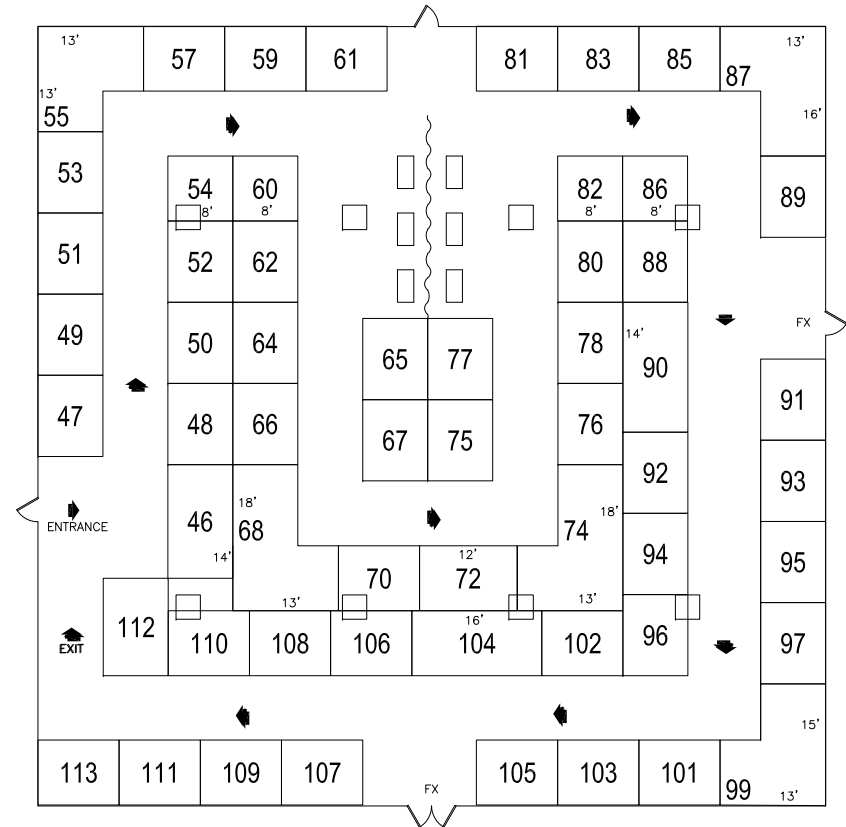 13' 57 59 61 81 83 85 87 13'
13' 55 16'
53 54 60 82 86 89
8' 8' 8' 8'
51 52 62 80 88
FX
49 50 64 65 77 78 14' 90
47 48 66 67 75 76 91
92 93
46 18' 68 74 18'
ENTRANCE
14' 70 12' 72 94 95
13' 13'
112 110 108 106 16' 104 102 96 97
EXIT
15'
113 111 109 107 FX 105 103 101 99 13'